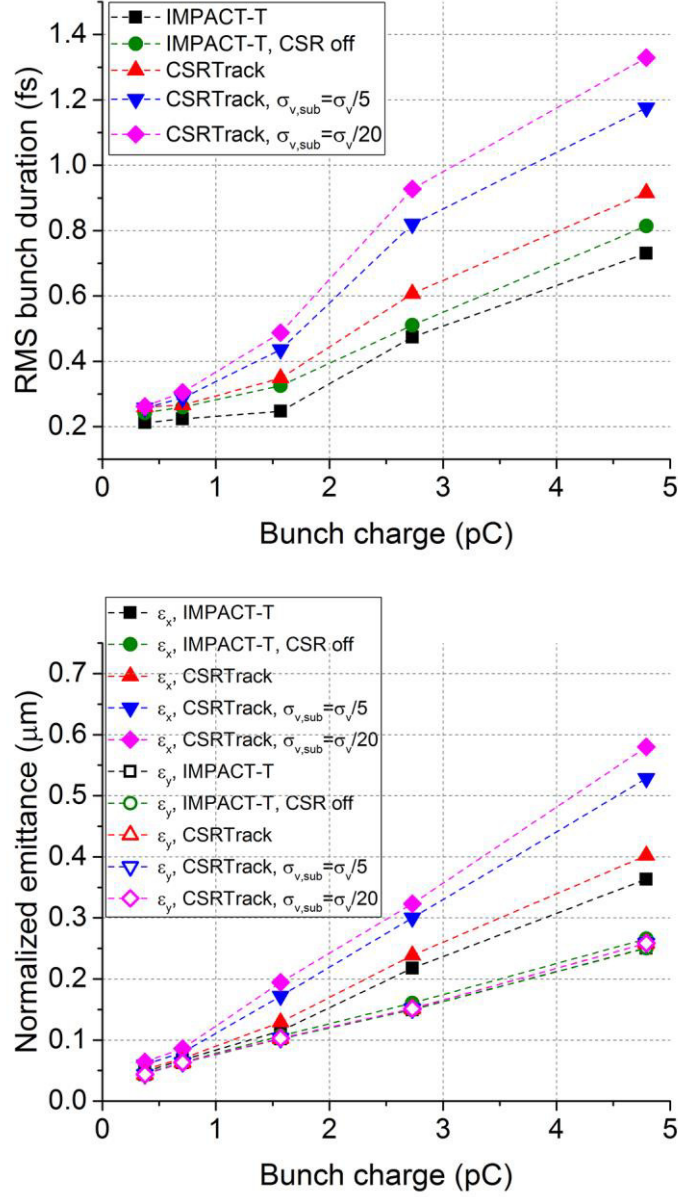 1.4
1.2
1.0
0.8
0.6
0.4
0.2
RMS bunch duration (fs)
IMPACT-T
IMPACT-T, CSR off
CSRTrack
CSRTrack, σv,sub=σv/5
CSRTrack, σv,sub=σv/20
0 1 2 3 4 5
Bunch charge (pC)
0.7
0.6
0.5
0.4
0.3
0.2
0.1
0.0
Normalized emittance (μm)
εx, IMPACT-T
εx, IMPACT-T, CSR off
εx, CSRTrack
εx, CSRTrack, σv,sub=σv/5
εx, CSRTrack, σv,sub=σv/20
εy, IMPACT-T
εy, IMPACT-T, CSR off
εy, CSRTrack
εy, CSRTrack, σv,sub=σv/5
εy, CSRTrack, σv,sub=σv/20
0 1 2 3 4 5
Bunch charge (pC)